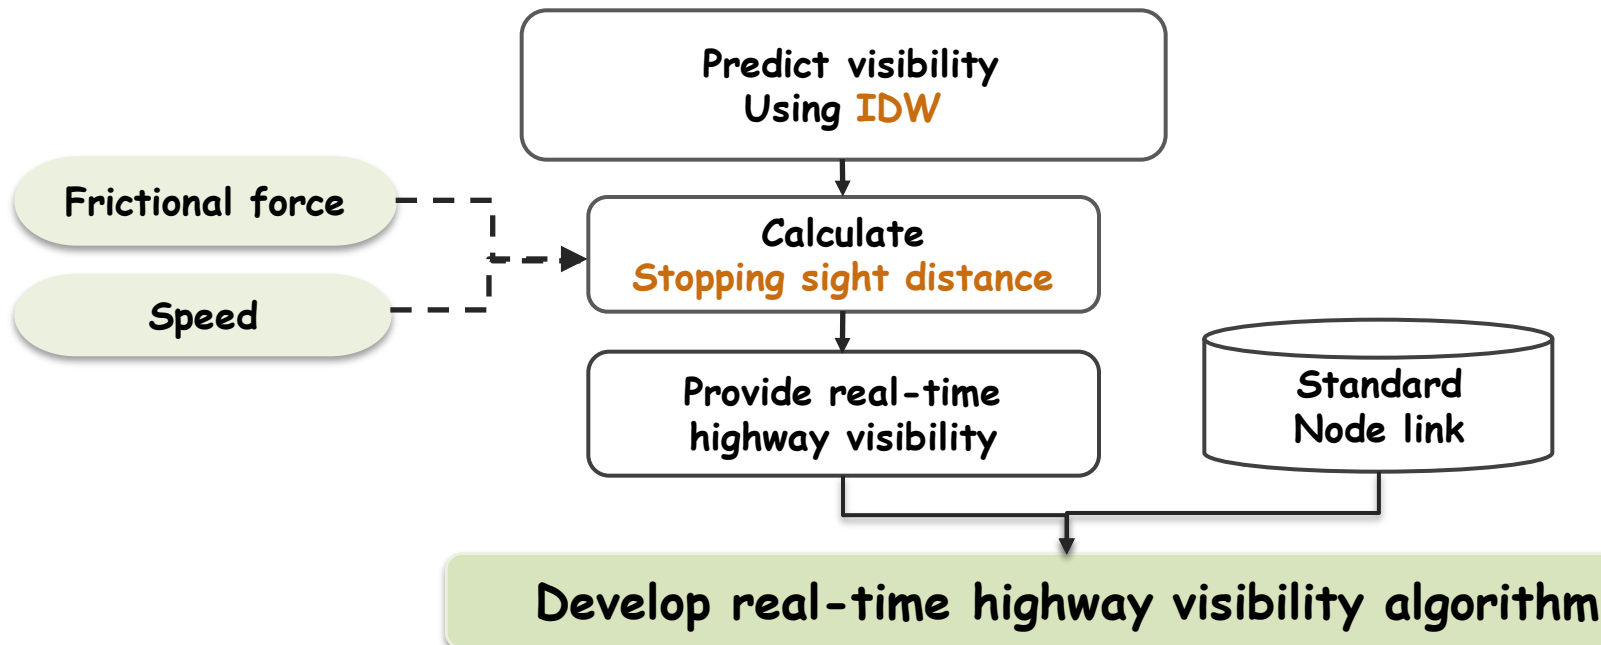 Predict visibility
Using IDW
Frictional force
Speed
Calculate
Stopping sight distance
Provide real-time
highway visibility
Standard
Node link
Develop real-time highway visibility algorithm